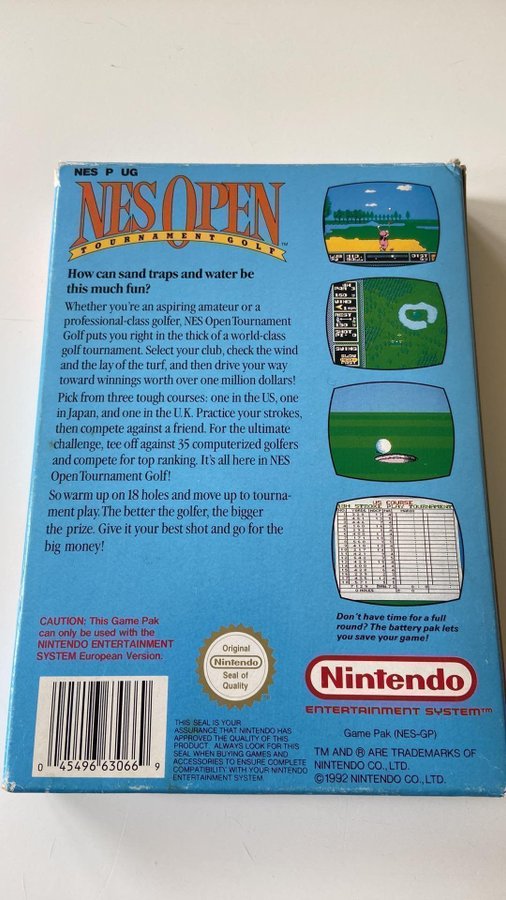 NES P UG
NES OPEN
TOURNAMENT GOLF
TM
How can sand traps and water be
this much fun?
Whether you're an aspiring amateur or a
professional-class golfer, NES Open Tournament
Golf puts you right in the thick of a world-class
golf tournament. Select your club, check the wind
and the lay of the turf, and then drive your way
toward winnings worth over one million dollars!
Pick from three tough courses: one in the US, one
in Japan, and one in the U.K. Practice your strokes,
then compete against a friend. For the ultimate
challenge, tee off against 35 computerized golfers
and compete for top ranking. It's all here in NES
Open Tournament Golf!
So warm up on 18 holes and move up to tourna-
ment play. The better the golfer, the bigger
the prize. Give it your best shot and go for the
big money!
US COURSE
STROKE PLAY TOURNAMENT
Don't have time for a full
round? The battery pak lets
you save your game!
CAUTION: This Game Pak
can only be used with the
NINTENDO ENTERTAINMENT
SYSTEM European Version.
Original
Nintendo
Seal of
Quality
Nintendo
ENTERTAINMENT SYSTEM™
THIS SEAL IS YOUR
ASSURANCE THAT NINTENDO HAS
APPROVED THE QUALITY OF THIS
PRODUCT. ALWAYS LOOK FOR THIS
SEAL WHEN BUYING GAMES AND
ACCESSORIES TO ENSURE COMPLETE
COMPATIBILITY WITH YOUR NINTENDO
ENTERTAINMENT SYSTEM.
Game Pak (NES-GP)
TM AND ® ARE TRADEMARKS OF
NINTENDO CO., LTD.
©1992 NINTENDO CO., LTD.
0 45496 63066 9